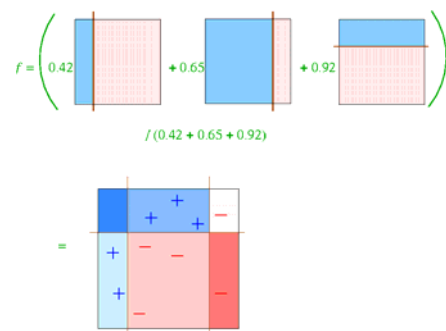 f = ( 0.42 + 0.65 + 0.92 )
/ (0.42 + 0.65 + 0.92)
=
+ + + −
+ − −
+ − −